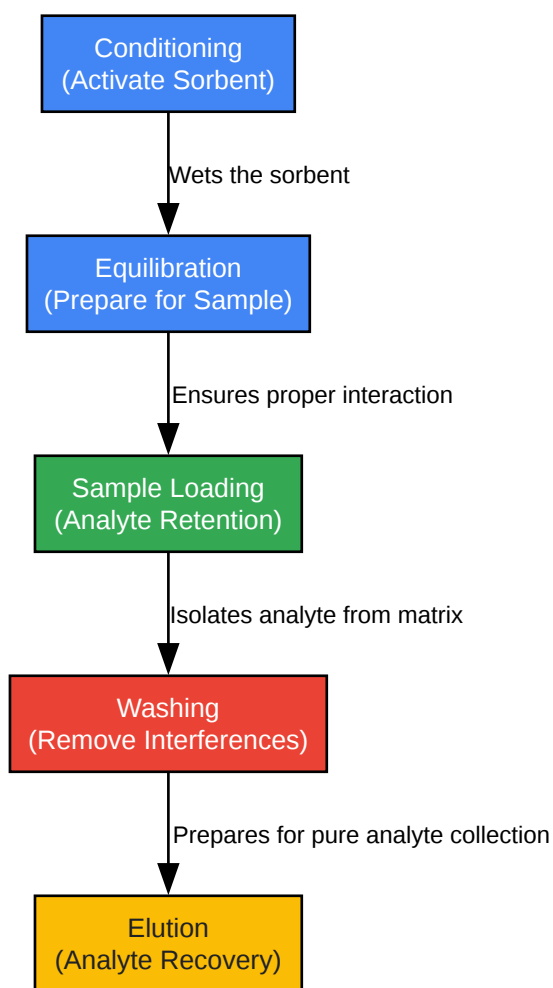 Conditioning
(Activate Sorbent)
Wets the sorbent
Equilibration
(Prepare for Sample)
Ensures proper interaction
Sample Loading
(Analyte Retention)
Isolates analyte from matrix
Washing
(Remove Interferences)
Prepares for pure analyte collection
Elution
(Analyte Recovery)